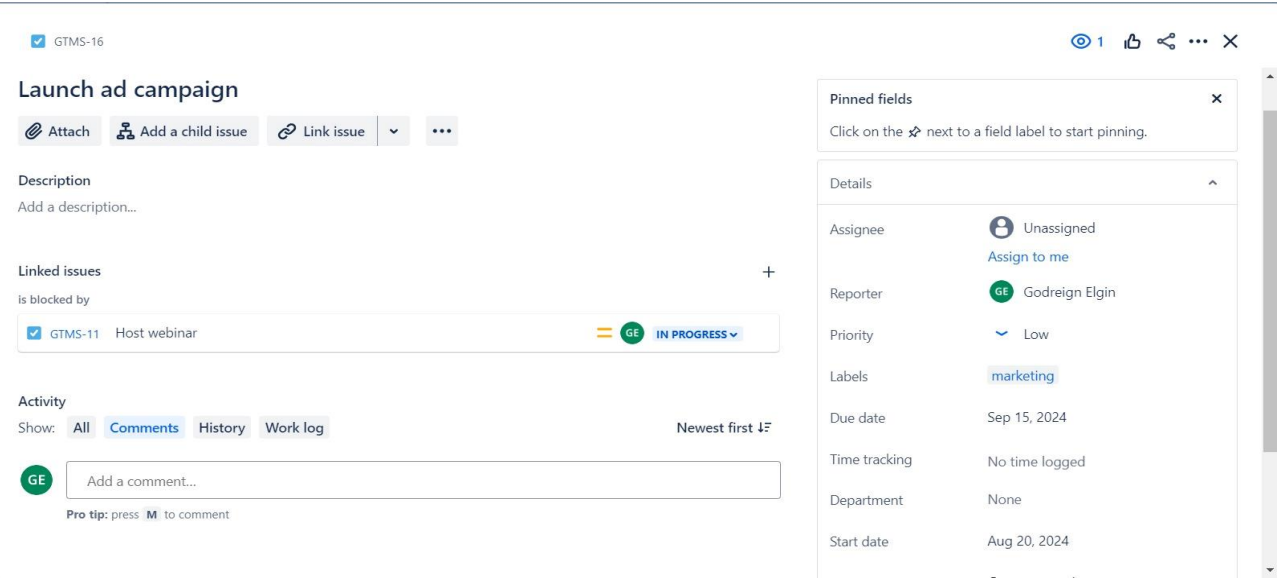 GTMS-16
1
Launch ad campaign
Attach
Add a child issue
Link issue
Description
Add a description...
Linked issues
is blocked by
GTMS-11 Host webinar GE IN PROGRESS
Activity
Show: All Comments History Work log Newest first
GE Add a comment...
Pro tip: press M to comment
Pinned fields
Click on the next to a field label to start pinning.
Details
Assignee Unassigned
Assign to me
Reporter GE Godreign Elgin
Priority Low
Labels marketing
Due date Sep 15, 2024
Time tracking No time logged
Department None
Start date Aug 20, 2024